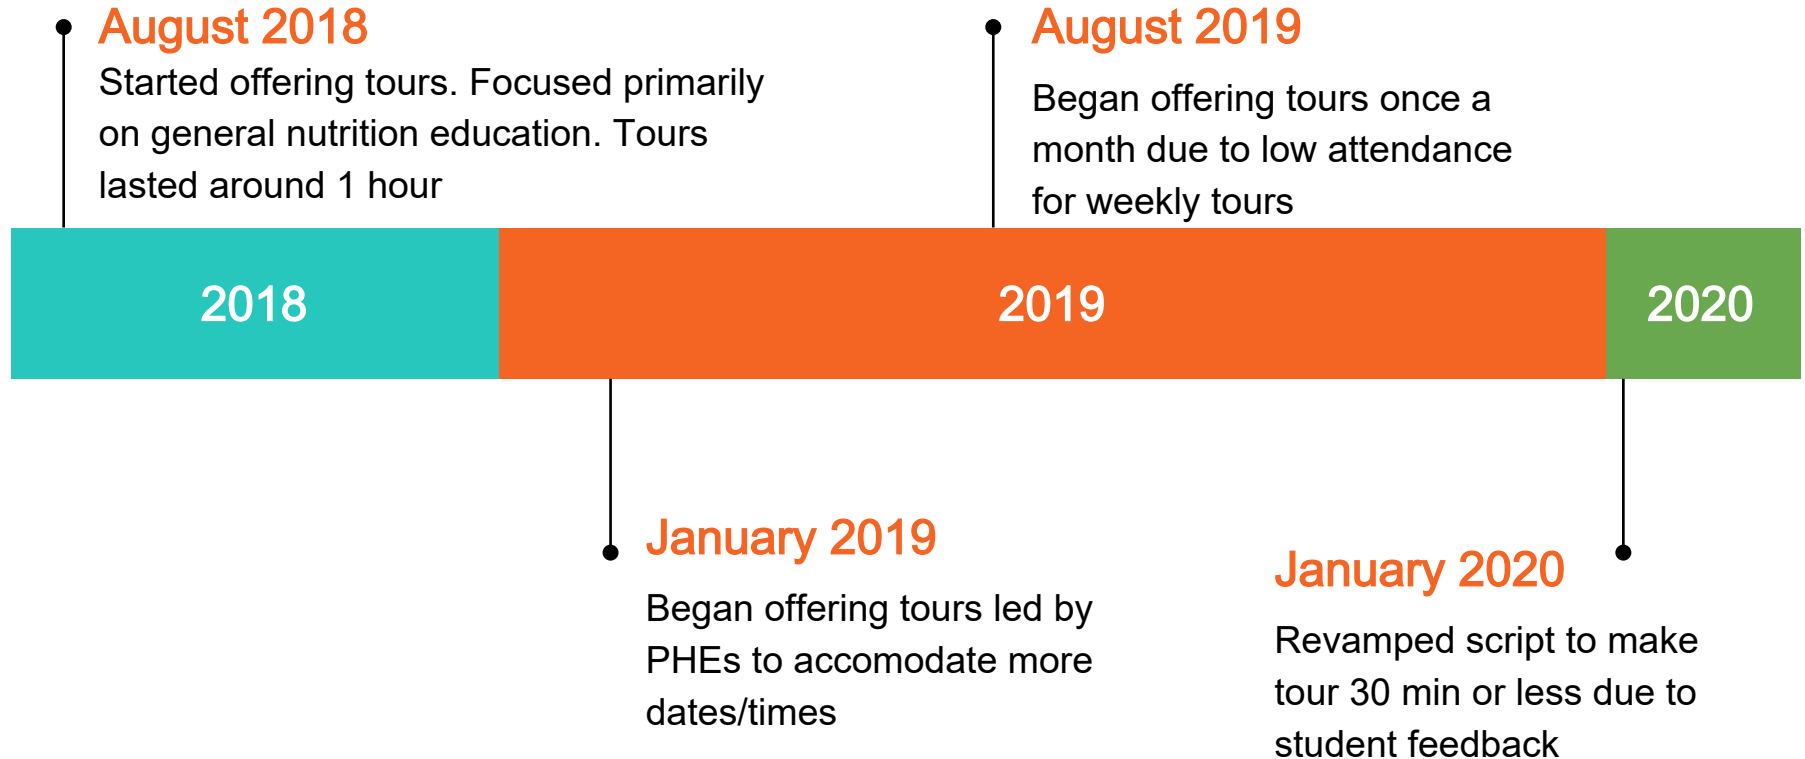 August 2018
Started offering tours. Focused primarily
on general nutrition education. Tours
lasted around 1 hour
August 2019
Began offering tours once a
month due to low attendance
for weekly tours
2018
2019
2020
January 2019
Began offering tours led by
PHEs to accomodate more
dates/times
January 2020
Revamped script to make
tour 30 min or less due to
student feedback